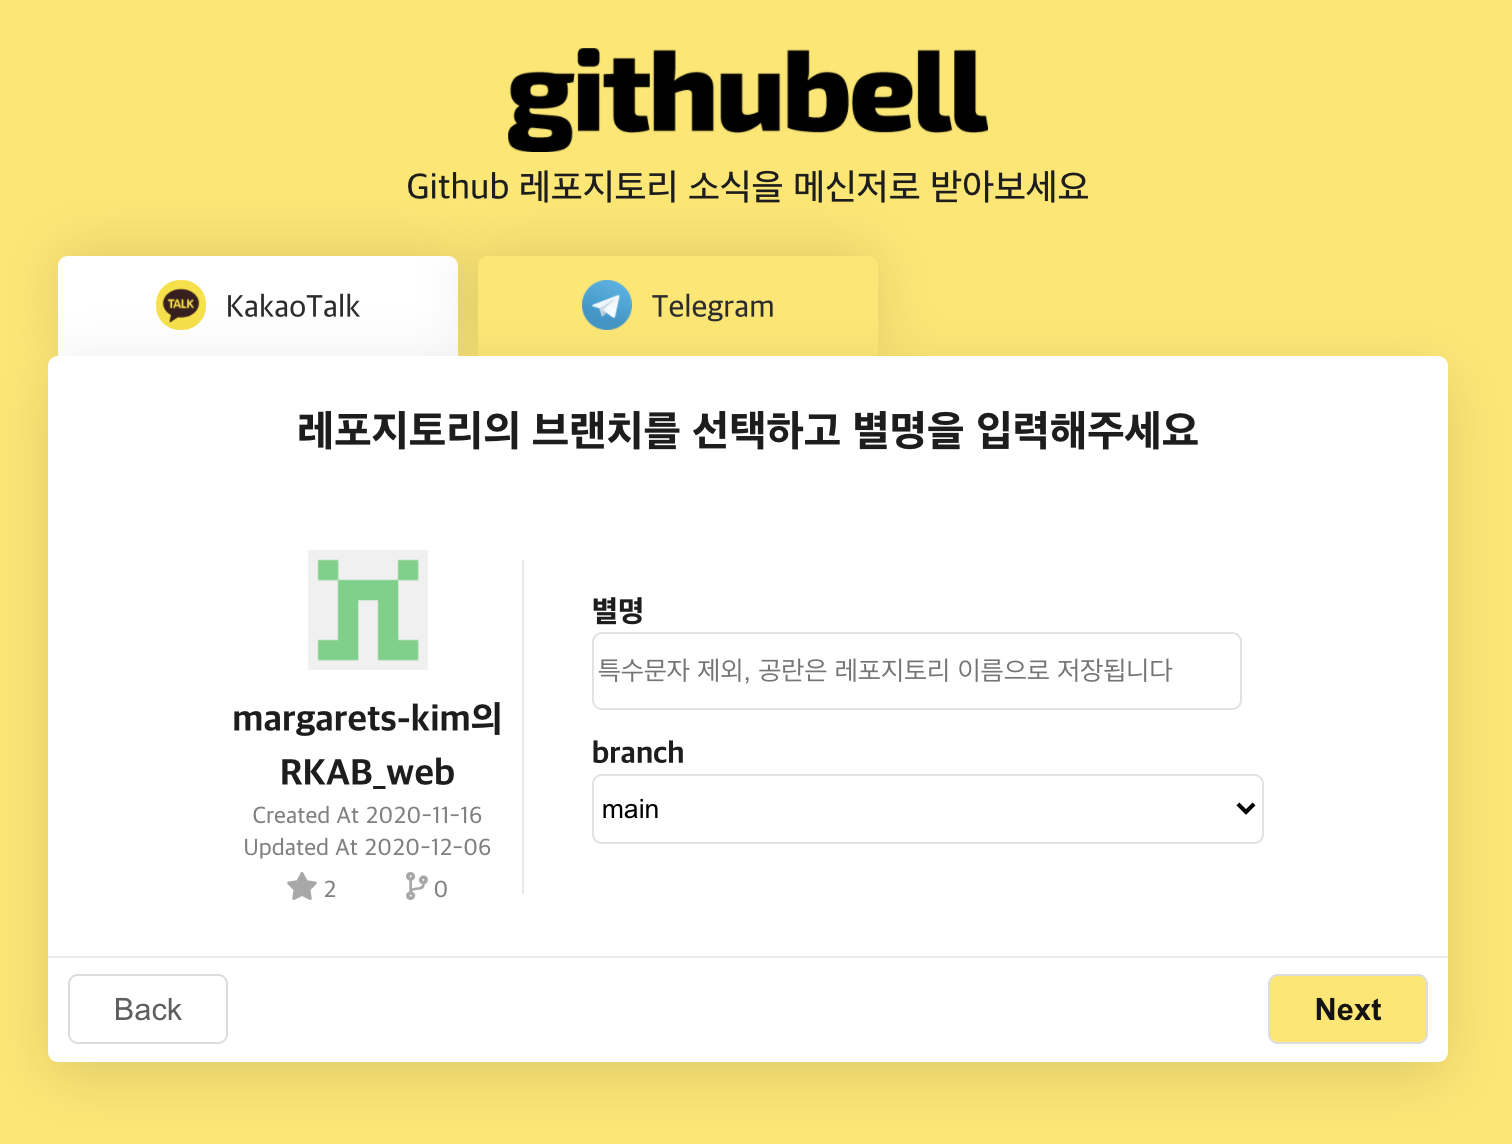 githubell
Github 레포지토리 소식을 메신저로 받아보세요
TALK KakaoTalk
Telegram
레포지토리의 브랜치를 선택하고 별명을 입력해주세요
margarets-kim의
RKAB_web
Created At 2020-11-16
Updated At 2020-12-06
2 0
별명
특수문자 제외, 공란은 레포지토리 이름으로 저장됩니다
branch
main
Back
Next